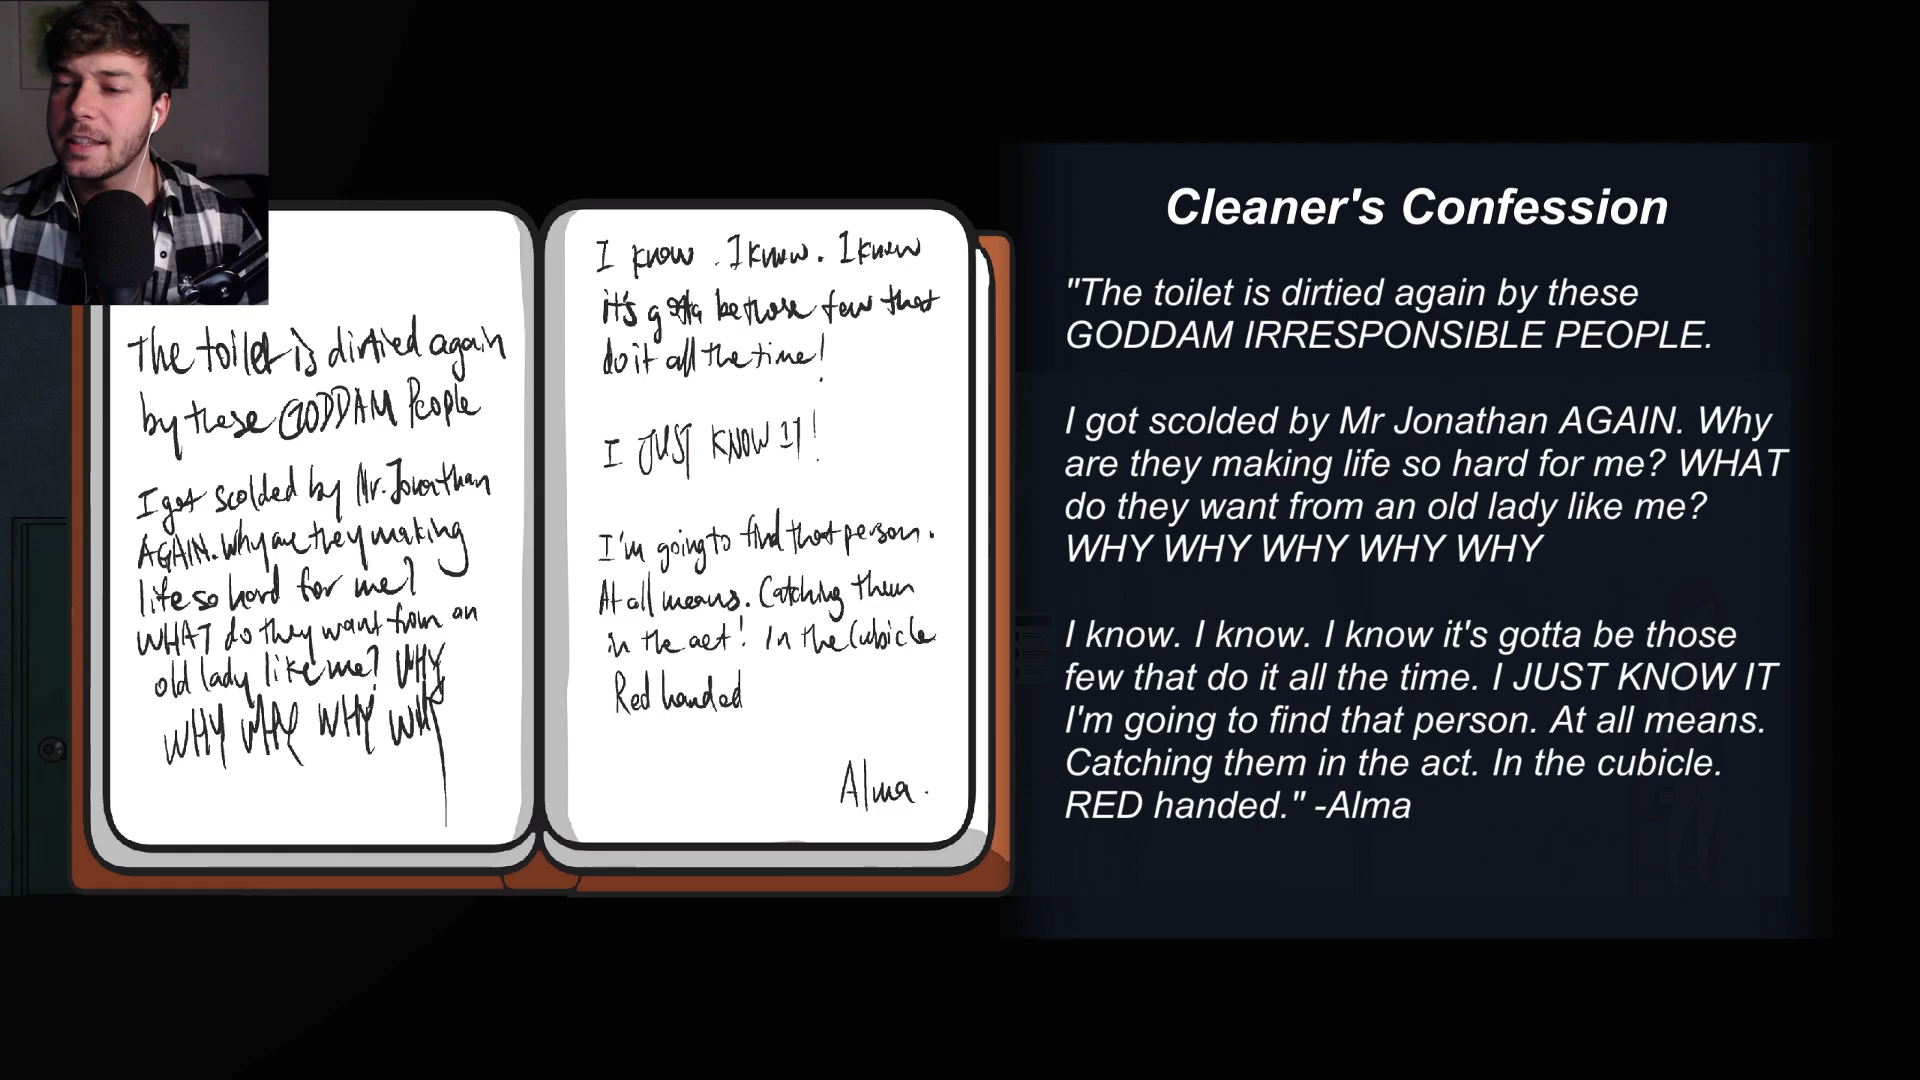 The toilet is dirtied again
by these GODDAM People
I got scolded by Mr. Jonathan
AGAIN. Why are they making
life so hard for me?
WHAT do they want from an
old lady like me? WHY
WHY WHY WHY WHY
I know. I know. I know
it's gotta be those few that
do it all the time!
I JUST KNOW IT!
I'm going to find that person.
At all means. Catching them
in the act! In the Cubicle
Red handed
Alma.
Cleaner's Confession
"The toilet is dirtied again by these
GODDAM IRRESPONSIBLE PEOPLE.
I got scolded by Mr Jonathan AGAIN. Why
are they making life so hard for me? WHAT
do they want from an old lady like me?
WHY WHY WHY WHY WHY
I know. I know. I know it's gotta be those
few that do it all the time. I JUST KNOW IT
I'm going to find that person. At all means.
Catching them in the act. In the cubicle.
RED handed." -Alma